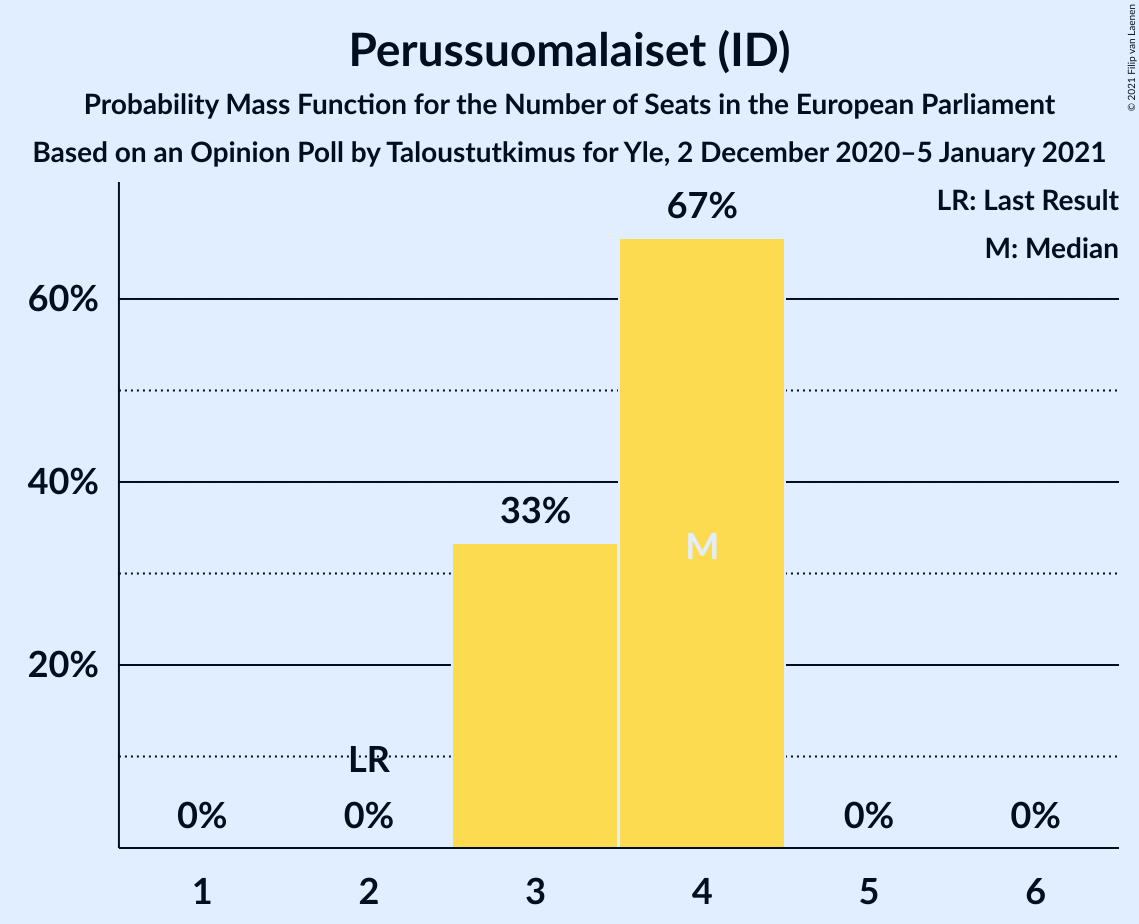 Perussuomalaiset (ID)
Probability Mass Function for the Number of Seats in the European Parliament
Based on an Opinion Poll by Taloustutkimus for Yle, 2 December 2020–5 January 2021
© 2021 Filip van Laenen
LR: Last Result
M: Median
67%
60%
40%
33%
M
20%
LR
0% 0% 0% 0%
1 2 3 4 5 6